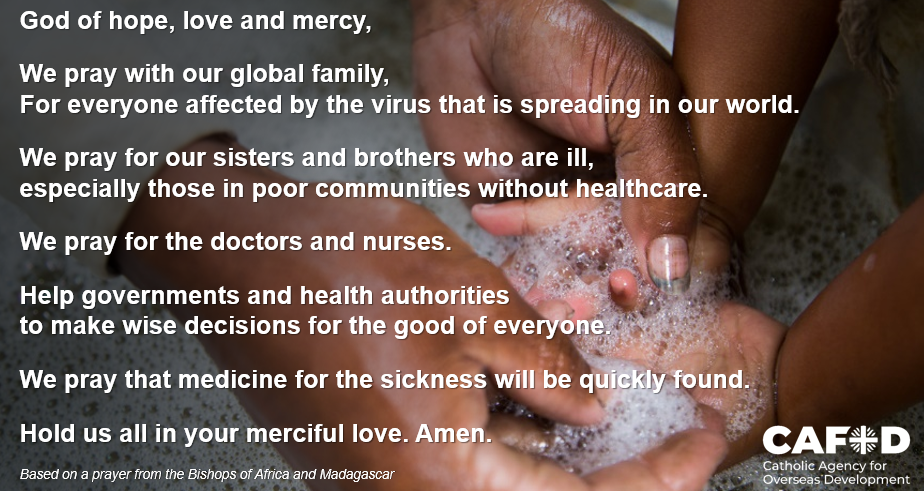 God of hope, love and mercy,
We pray with our global family,
For everyone affected by the virus that is spreading in our world.
We pray for our sisters and brothers who are ill,
especially those in poor communities without healthcare.
We pray for the doctors and nurses.
Help governments and health authorities
to make wise decisions for the good of everyone.
We pray that medicine for the sickness will be quickly found.
Hold us all in your merciful love. Amen.
Based on a prayer from the Bishops of Africa and Madagascar
CAFOD
Catholic Agency for
Overseas Development